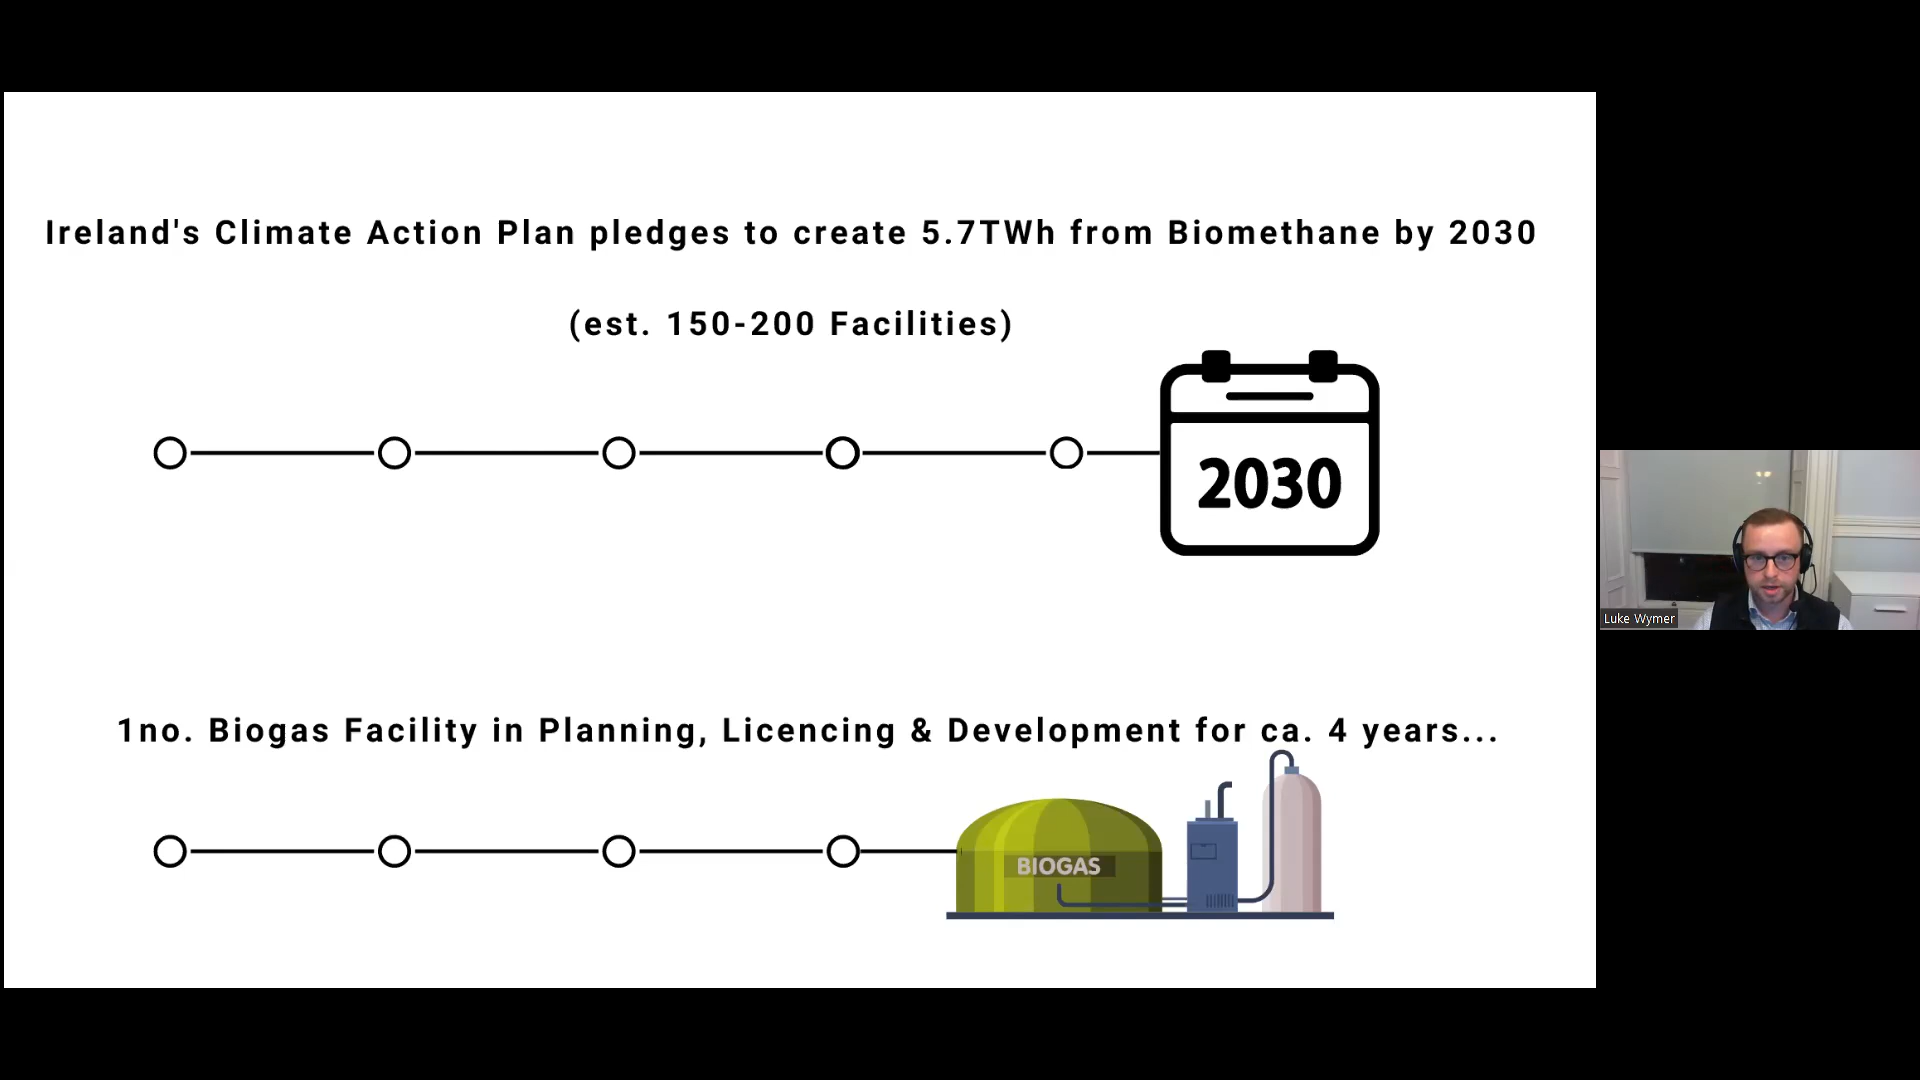 Ireland's Climate Action Plan pledges to create 5.7TWh from Biomethane by 2030
(est. 150-200 Facilities)
2030
1no. Biogas Facility in Planning, Licencing & Development for ca. 4 years...
BIOGAS
Luke Wymer